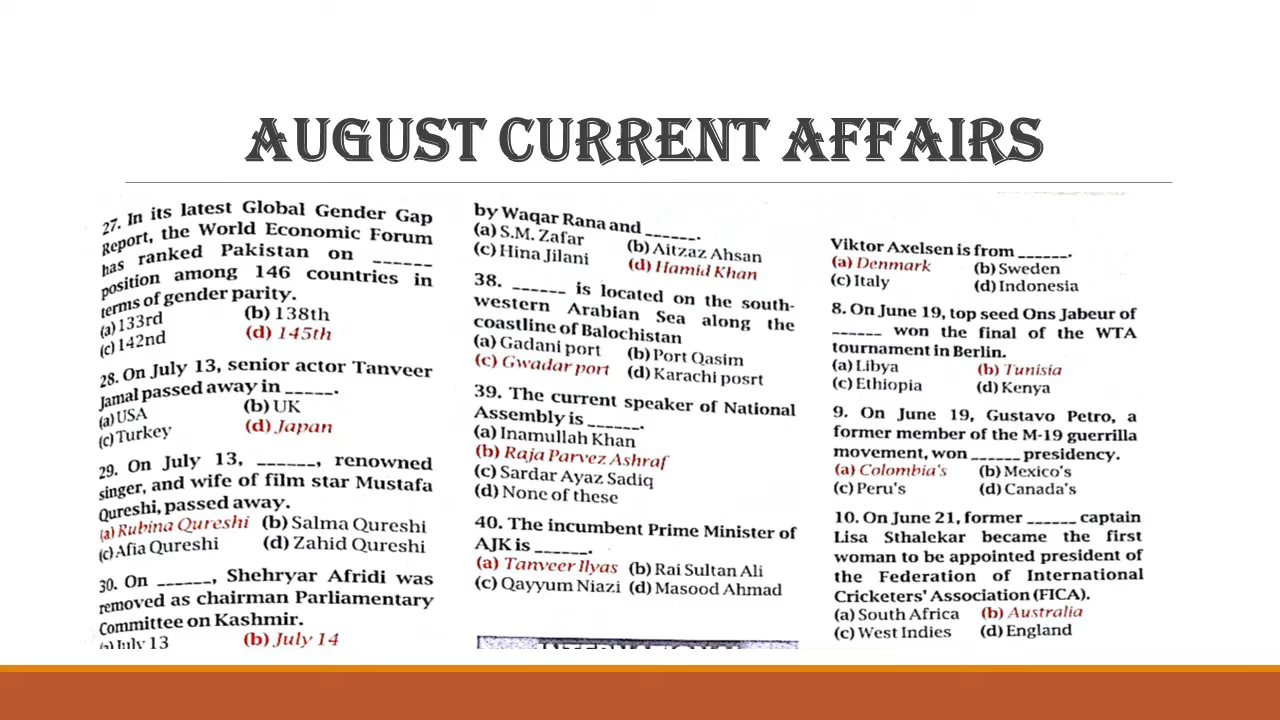 AUGUST CURRENT AFFAIRS
27. In its latest Global Gender Gap
Report, the World Economic Forum
has ranked Pakistan on ______
position among 146 countries in
terms of gender parity.
(a) 133rd (b) 138th
(c) 142nd (d) 145th
28. On July 13, senior actor Tanveer
Jamal passed away in _____.
(a) USA (b) UK
(c) Turkey (d) Japan
29. On July 13, ______, renowned
singer, and wife of film star Mustafa
Qureshi, passed away.
(a) Rubina Qureshi (b) Salma Qureshi
(c) Afia Qureshi (d) Zahid Qureshi
30. On ______, Shehryar Afridi was
removed as chairman Parliamentary
Committee on Kashmir.
(a) July 13 (b) July 14
by Waqar Rana and ______.
(a) S.M. Zafar (b) Aitzaz Ahsan
(c) Hina Jilani (d) Hamid Khan
38. ______ is located on the south-
western Arabian Sea along the
coastline of Balochistan
(a) Gadani port (b) Port Qasim
(c) Gwadar port (d) Karachi posrt
39. The current speaker of National
Assembly is ______.
(a) Inamullah Khan
(b) Raja Parvez Ashraf
(c) Sardar Ayaz Sadiq
(d) None of these
40. The incumbent Prime Minister of
AJK is ______.
(a) Tanveer Ilyas (b) Rai Sultan Ali
(c) Qayyum Niazi (d) Masood Ahmad
Viktor Axelsen is from ______.
(a) Denmark (b) Sweden
(c) Italy (d) Indonesia
8. On June 19, top seed Ons Jabeur of
______ won the final of the WTA
tournament in Berlin.
(a) Libya (b) Tunisia
(c) Ethiopia (d) Kenya
9. On June 19, Gustavo Petro, a
former member of the M-19 guerrilla
movement, won ______ presidency.
(a) Colombia's (b) Mexico's
(c) Peru's (d) Canada's
10. On June 21, former ______ captain
Lisa Sthalekar became the first
woman to be appointed president of
the Federation of International
Cricketers' Association (FICA).
(a) South Africa (b) Australia
(c) West Indies (d) England